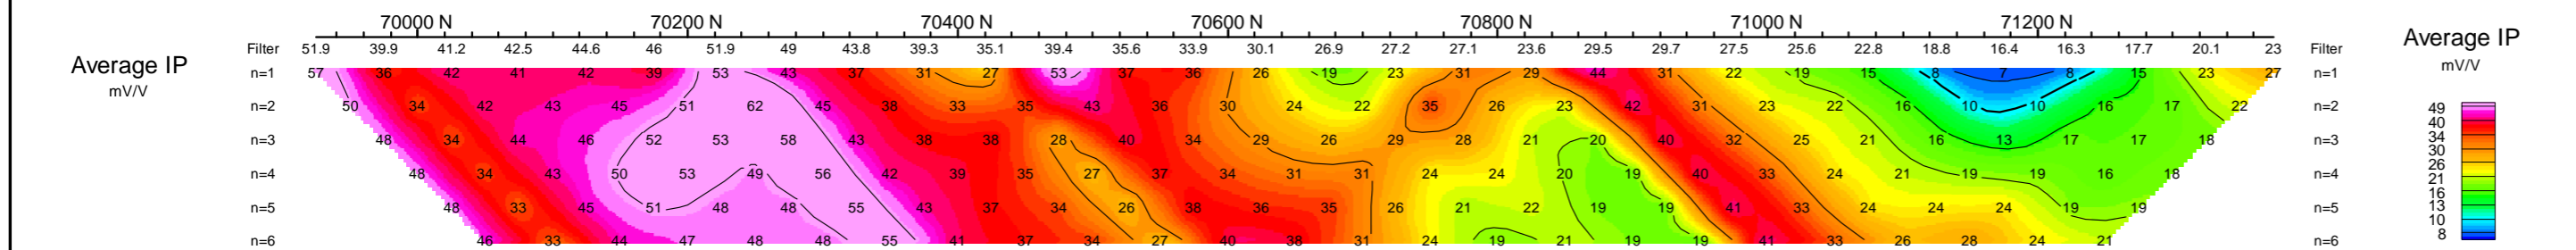 70000 N 70200 N 70400 N 70600 N 70800 N 71000 N 71200 N
Average IP
mV/V
Filter 51.9 39.9 41.2 42.5 44.6 46 51.9 49 43.8 39.3 35.1 39.4 35.6 33.9 30.1 26.9 27.2 27.1 23.6 29.5 29.7 27.5 25.6 22.8 18.8 16.4 16.3 17.7 20.1 23 Filter
n=1 57 36 42 41 42 39 53 43 37 31 27 53 37 36 26 19 23 31 29 44 31 22 19 15 8 7 8 15 23 27 n=1
n=2 50 34 42 43 45 51 62 45 38 33 35 43 36 30 24 22 35 26 23 42 31 23 22 16 10 10 16 17 22 n=2
n=3 48 34 44 46 52 53 58 43 38 38 28 40 34 29 26 29 28 21 20 40 32 25 21 16 13 17 17 18 n=3
n=4 48 34 43 50 53 49 56 42 39 35 27 37 34 31 31 24 24 20 19 40 33 24 21 19 19 16 18 n=4
n=5 48 33 45 51 48 48 55 43 37 34 26 38 36 35 26 21 22 19 19 41 33 24 24 24 19 19 n=5
n=6 46 33 44 47 48 48 55 41 37 34 27 40 38 31 24 19 21 19 19 41 33 26 28 24 21 n=6
Average IP
mV/V
49
40
34
30
26
21
16
13
10
8